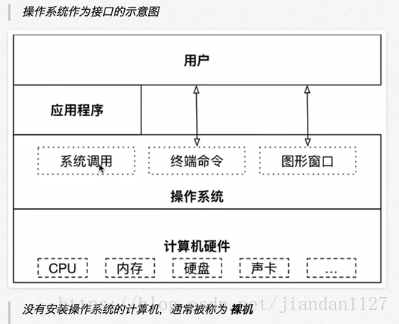 操作系统作为接口的示意图
用户
应用程序
系统调用 终端命令 图形窗口
操作系统
计算机硬件
CPU 内存 硬盘 声卡 ...
没有安装操作系统的计算机，通常被称为 裸机
https://blog.csdn.net/jiandan1127